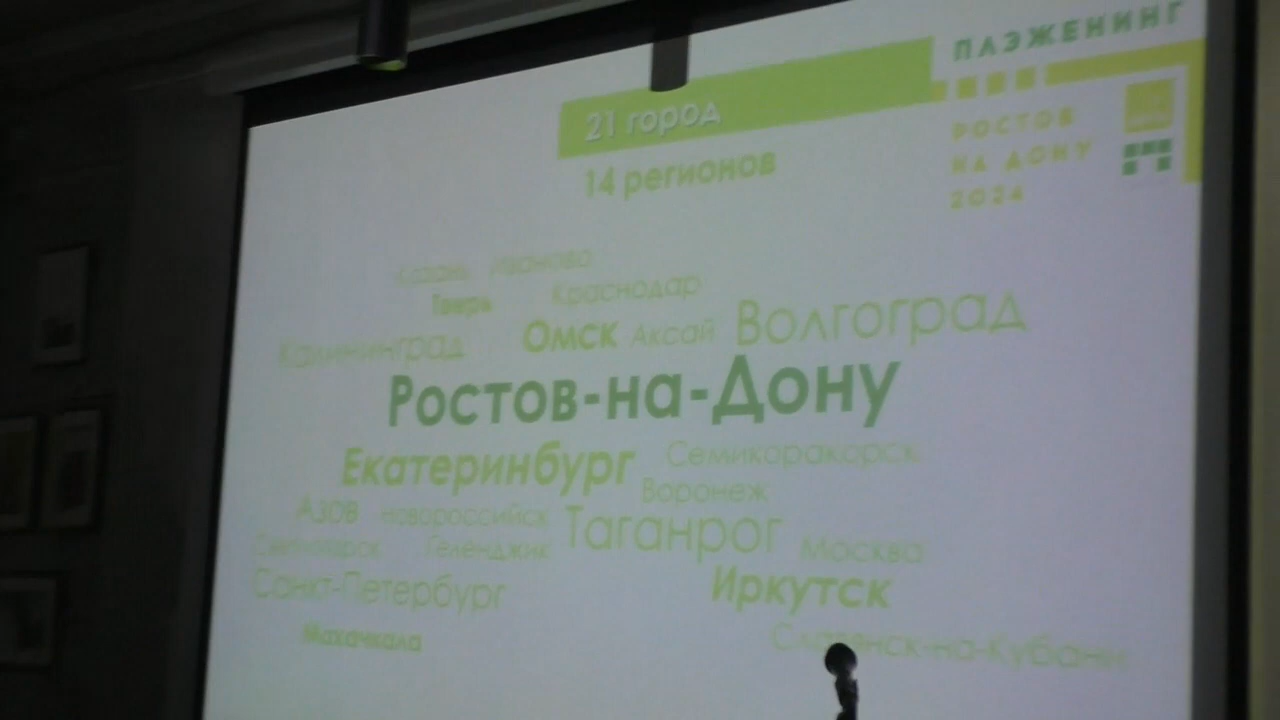 ПЛЭЖЕНИНГ
21 город
РОСТОВ
НА ДОНУ
2024
14 регионов
Казань Иваново
Тверь Краснодар
Калининград Омск Аксай Волгоград
Ростов-на-Дону
Екатеринбург Семикаракорск
Воронеж
Азов Новороссийск Таганрог
Геленджик Москва
Санкт-Петербург Иркутск
Махачкала Славянск-на-Кубани